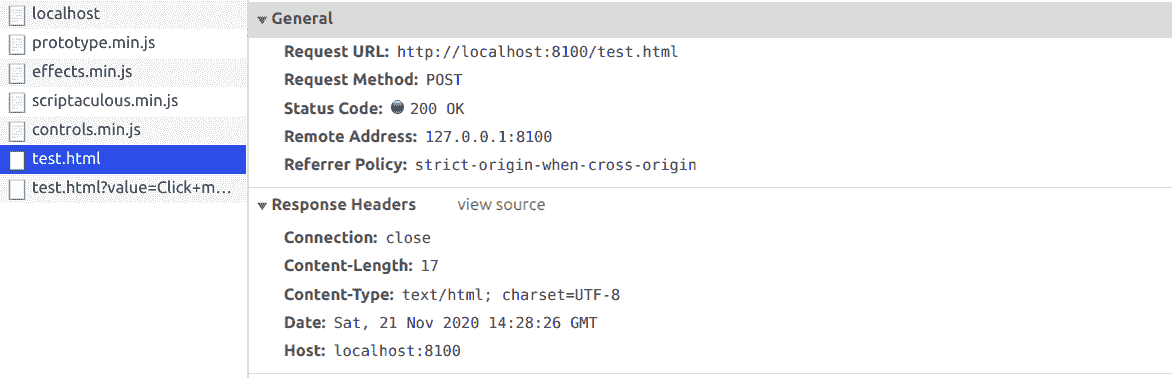 localhost
prototype.min.js
effects.min.js
scriptaculous.min.js
controls.min.js
test.html
test.html?value=Click+m...
General
Request URL: http://localhost:8100/test.html
Request Method: POST
Status Code: 200 OK
Remote Address: 127.0.0.1:8100
Referrer Policy: strict-origin-when-cross-origin
Response Headers view source
Connection: close
Content-Length: 17
Content-Type: text/html; charset=UTF-8
Date: Sat, 21 Nov 2020 14:28:26 GMT
Host: localhost:8100